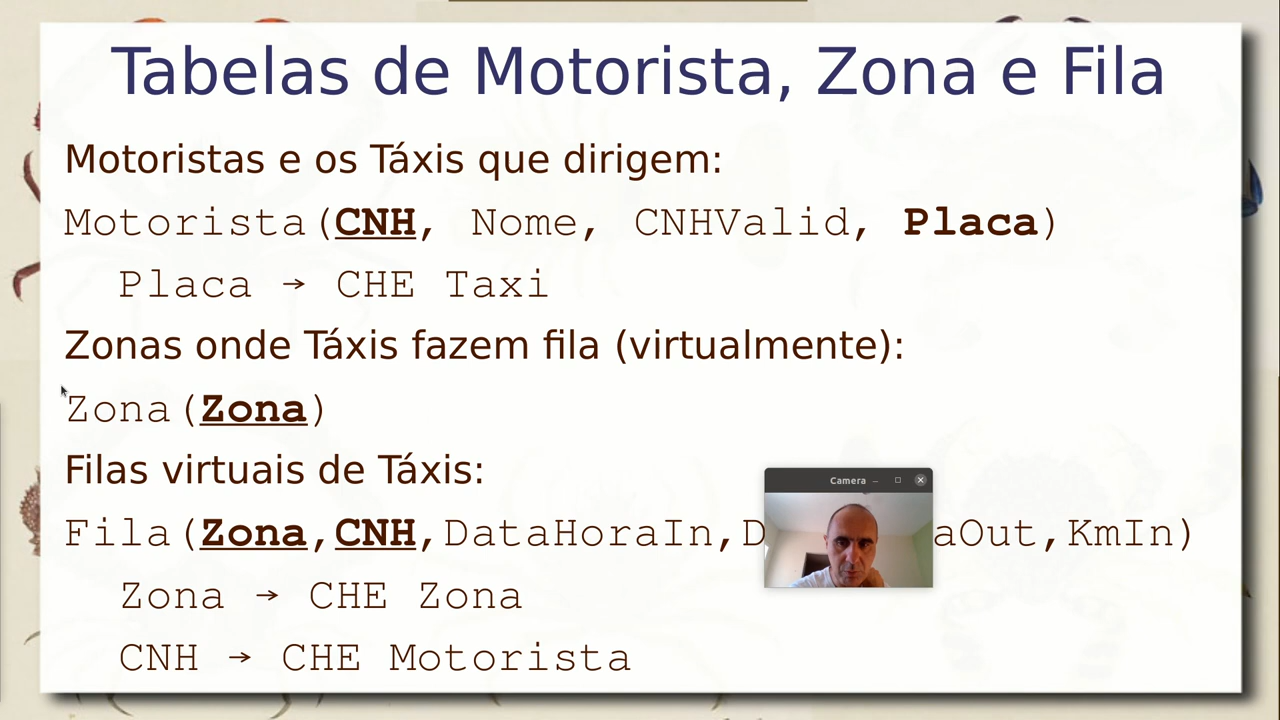 Tabelas de Motorista, Zona e Fila
Motoristas e os Táxis que dirigem:
Motorista(CNH, Nome, CNHValid, Placa)
Placa → CHE Taxi
Zonas onde Táxis fazem fila (virtualmente):
Zona(Zona)
Filas virtuais de Táxis:
Camera
Fila(Zona,CNH,DataHoraIn,D aOut,KmIn)
Zona → CHE Zona
CNH → CHE Motorista